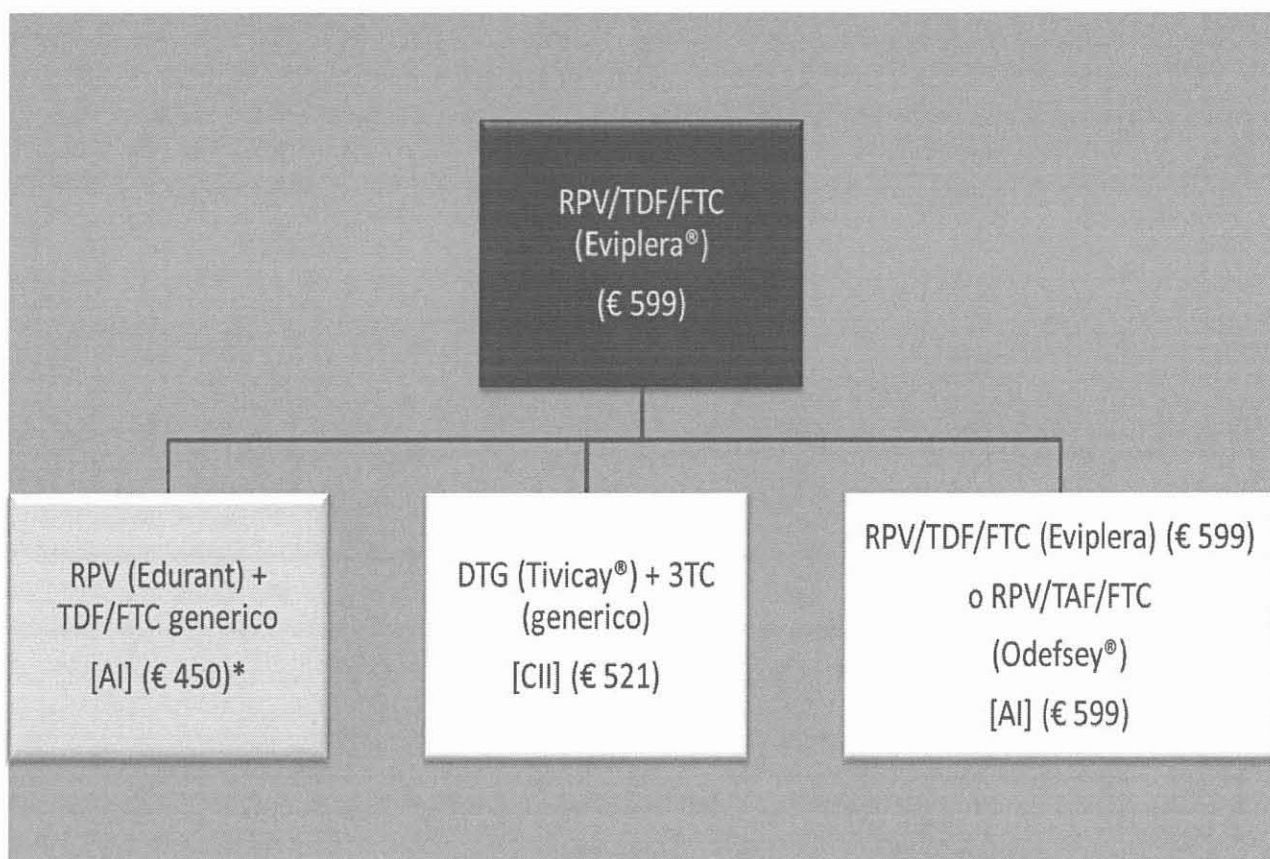 RPV/TDF/FTC
(Eviplera®)
(€ 599)
RPV (Edurant) +
TDF/FTC generico
[AI] (€ 450)*
DTG (Tivicay®) + 3TC
(generico)
[CII] (€ 521)
RPV/TDF/FTC (Eviplera) (€ 599)
o RPV/TAF/FTC
(Odefsey®)
[AI] (€ 599)